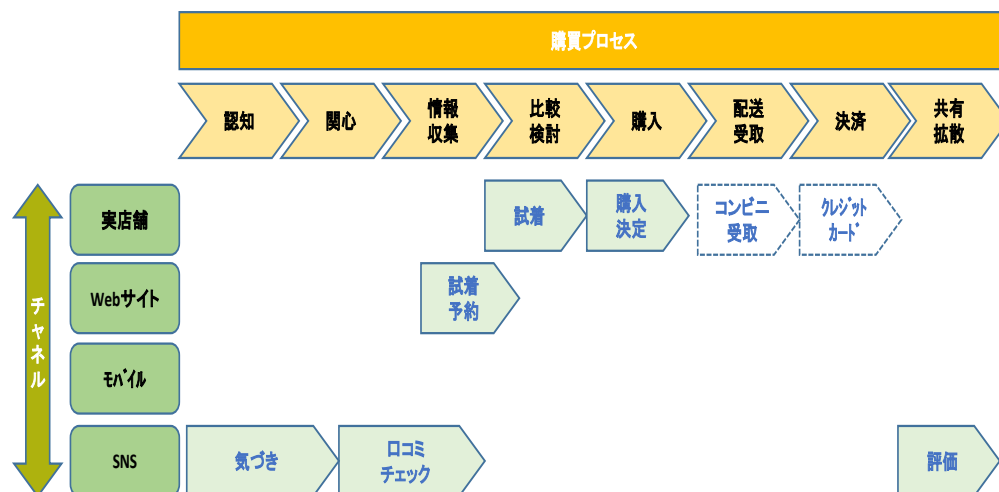 購買プロセス
認知
関心
情報
収集
比較
検討
購入
配送
受取
決済
共有
拡散
チャネル
実店舗
試着
購入
決定
コンビニ
受取
クレジット
カード
Webサイト
試着
予約
モバイル
SNS
気づき
口コミ
チェック
評価